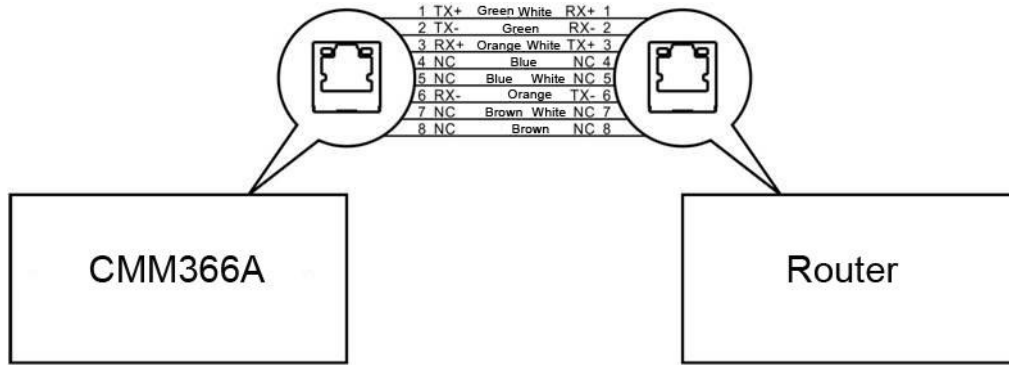 1 TX+ Green White RX+ 1
2 TX- Green RX- 2
3 RX+ Orange White TX+ 3
4 NC Blue NC 4
5 NC Blue White NC 5
6 RX- Orange TX- 6
7 NC Brown White NC 7
8 NC Brown NC 8
CMM366A
Router